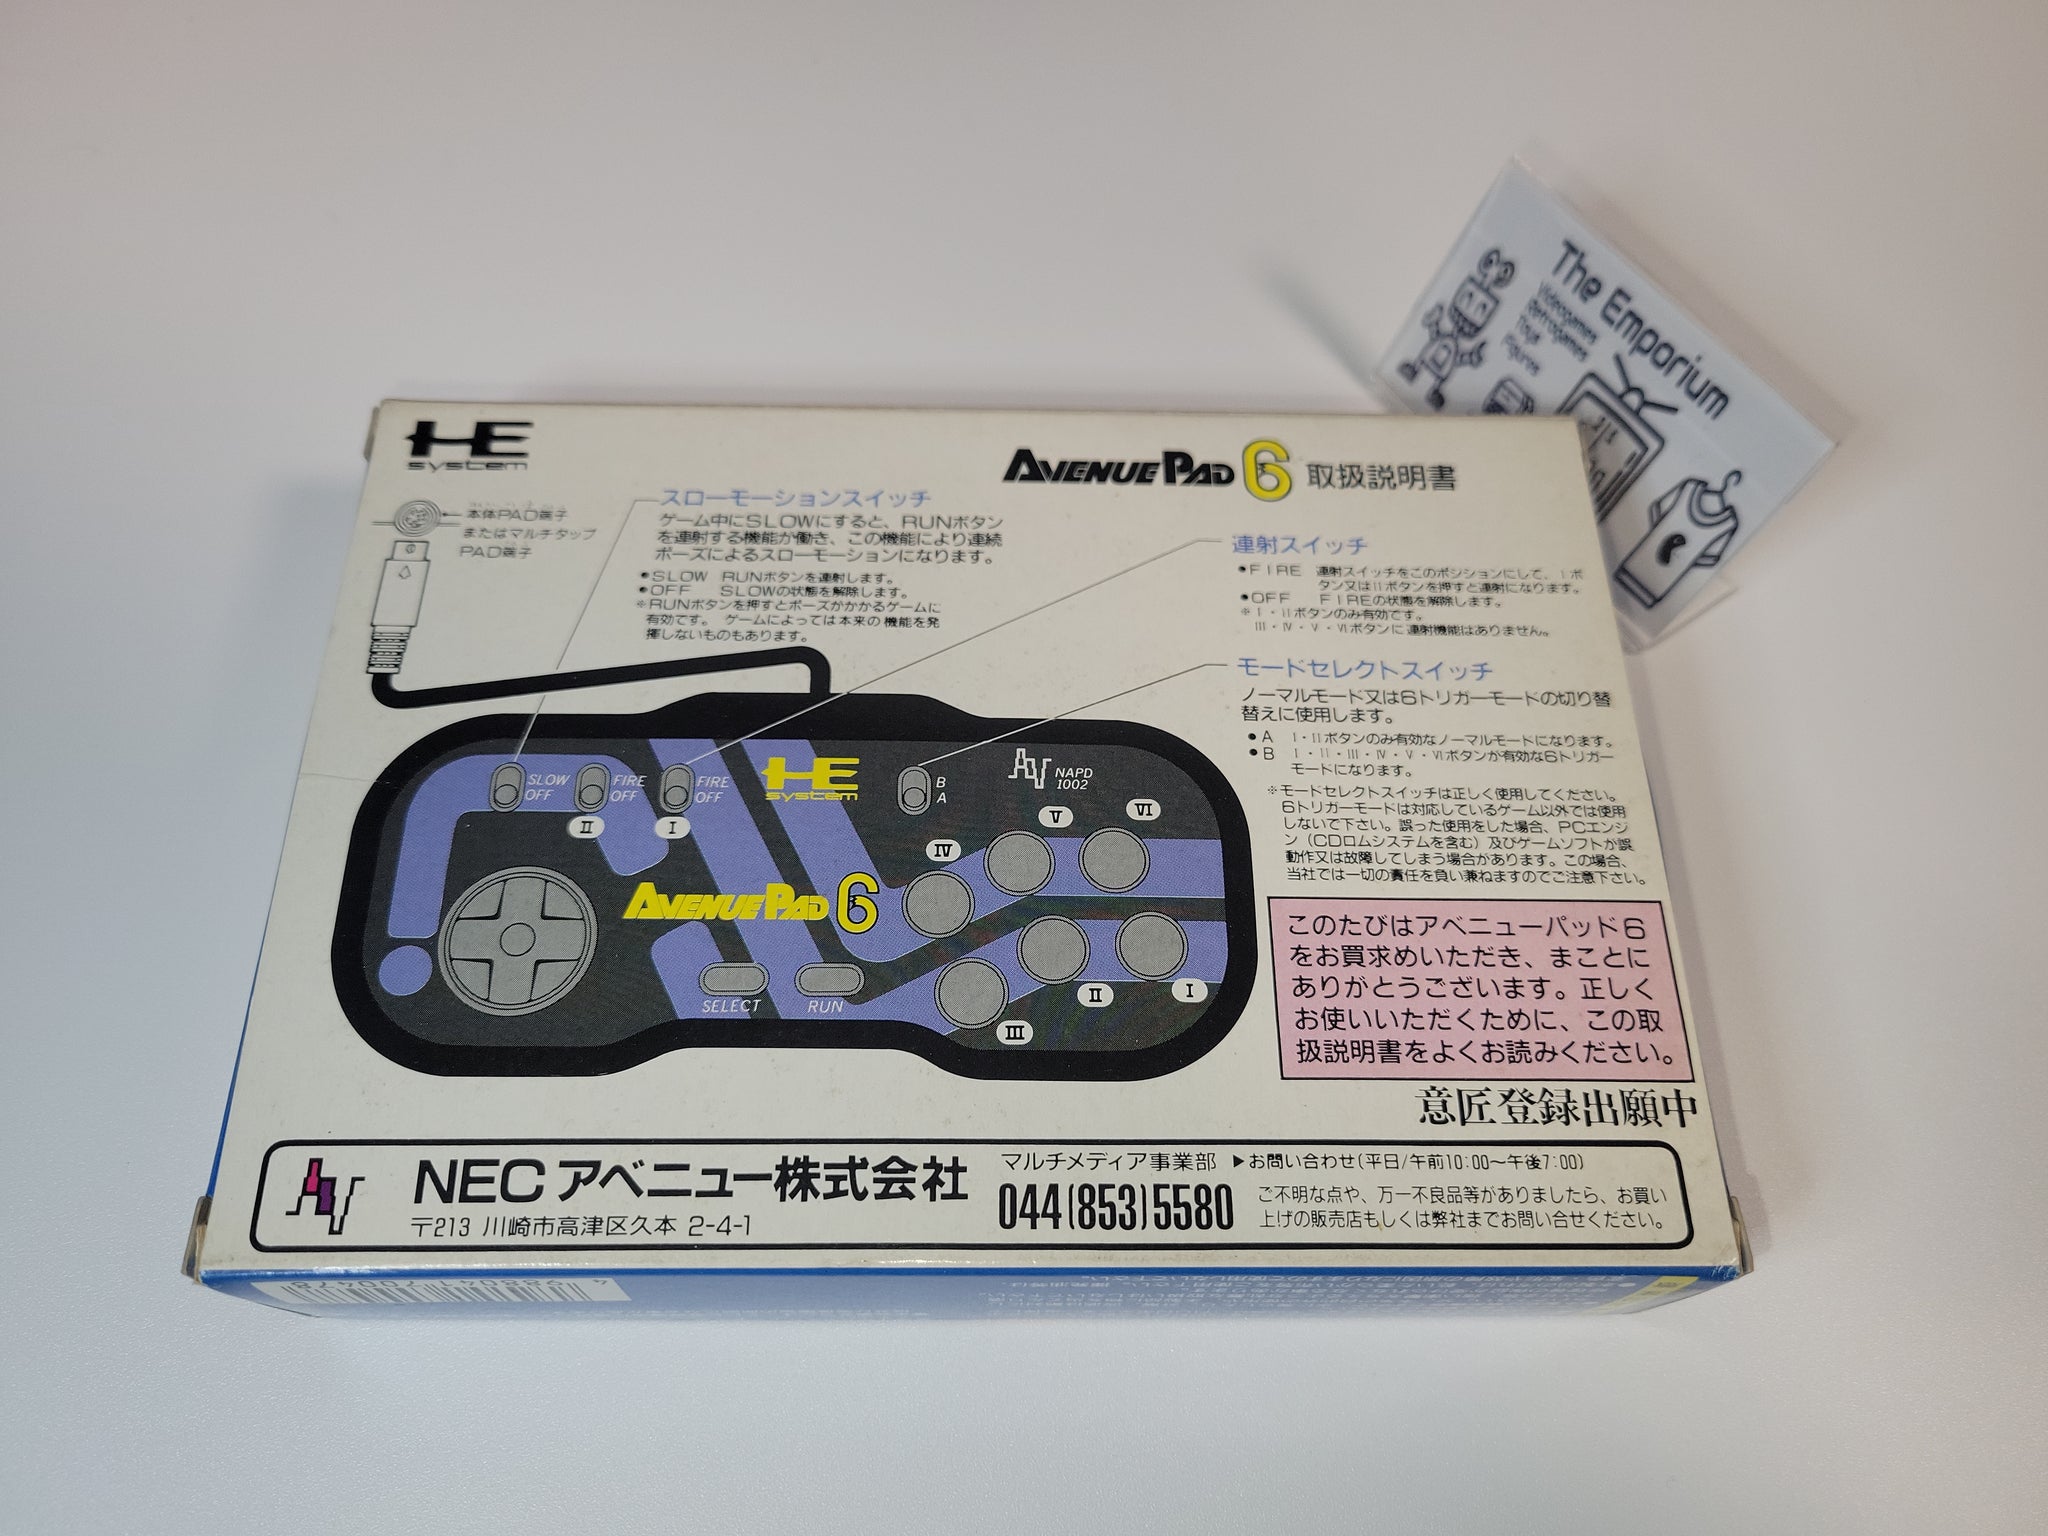 The Emporium
Videogames
Retrogames
Toys
Figures
HE
system
AVENUE PAD 6 取扱説明書
本体PAD端子
またはマルチタップ
PAD端子
スローモーションスイッチ
ゲーム中にSLOWにすると、RUNボタン
を連射する機能が働き、この機能により連続
ポーズによるスローモーションになります。
●SLOW RUNボタンを連射します。
●OFF SLOWの状態を解除します。
※RUNボタンを押すとポーズがかかるゲームに
有効です。ゲームによっては本来の機能を発
揮しないものもあります。
連射スイッチ
●FIRE 連射スイッチをこのポジションにして、Iボ
タン又はIIボタンを押すと連射になります。
●OFF FIREの状態を解除します。
※I・IIボタンのみ有効です。
III・IV・V・VIボタンに連射機能はありません。
モードセレクトスイッチ
ノーマルモード又は6トリガーモードの切り替
替えに使用します。
●A I・IIボタンのみ有効なノーマルモードになります。
●B I・II・III・IV・V・VIボタンが有効な6トリガー
モードになります。
※モードセレクトスイッチは正しく使用してください。
6トリガーモードは対応しているゲーム以外では使用
しないで下さい。誤った使用をした場合、PCエンジ
ン(CDロムシステムを含む)及びゲームソフトが誤
動作又は故障してしまう場合があります。この場合、
当社では一切の責任を負い兼ねますのでご注意下さい。
SLOW
OFF
FIRE
OFF
II
FIRE
OFF
I
HE
system
B
A
NAPD
1002
IV
V
VI
AVENUE PAD 6
SELECT
RUN
III
II
I
このたびはアベニューパッド6
をお買求めいただき、まことに
ありがとうございます。正しく
お使いいただくために、この取
扱説明書をよくお読みください。
意匠登録出願中
NECアベニュー株式会社
〒213 川崎市高津区久本 2-4-1
マルチメディア事業部 ▶お問い合わせ(平日/午前10:00〜午後7:00)
044(853)5580
ご不明な点や、万一不良品等がありましたら、お買い
上げの販売店もしくは弊社までお問い合せください。
4 988041 700478